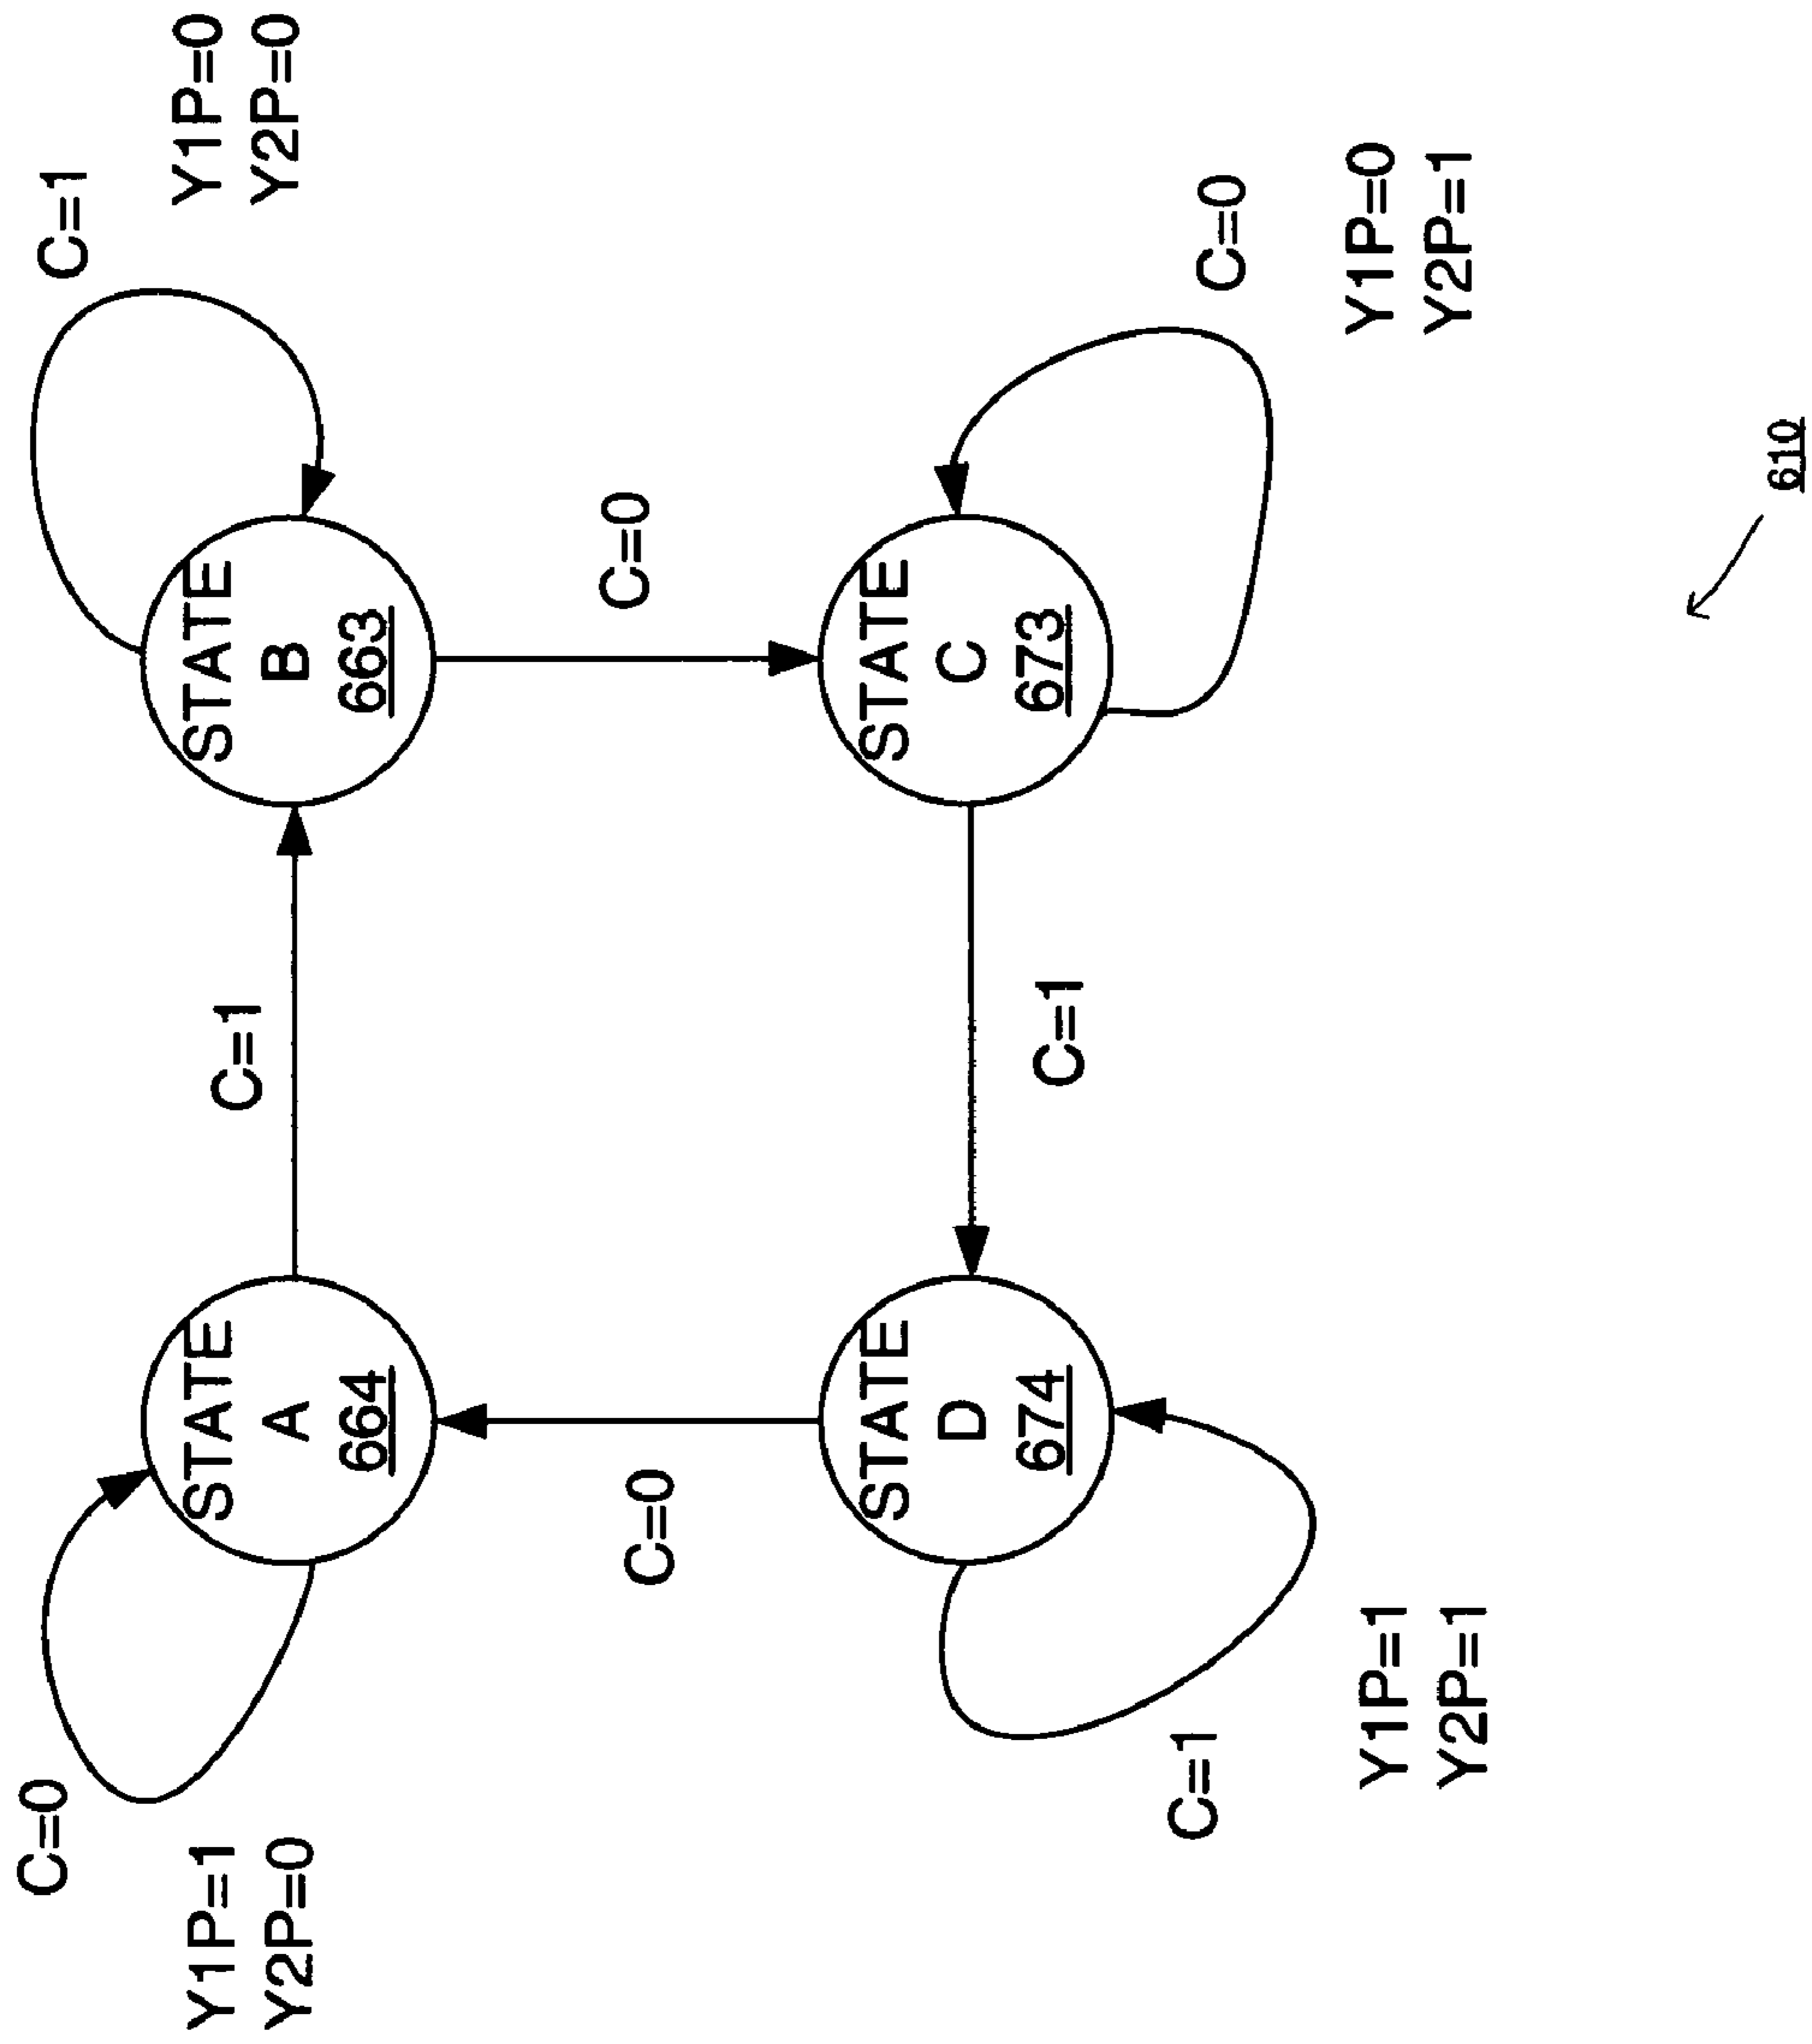 C=0
Y1P=1
Y2P=0
STATE
A
664
C=1
STATE
B
663
C=1
Y1P=0
Y2P=0
C=0
C=0
STATE
D
674
C=1
Y1P=1
Y2P=1
C=1
STATE
C
673
C=0
Y1P=0
Y2P=1
610